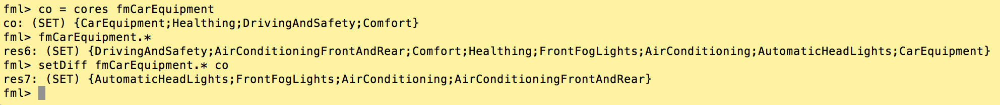 fml> co = cores fmCarEquipment
co: (SET) {CarEquipment;Healthing;DrivingAndSafety;Comfort}
fml> fmCarEquipment.*
res6: (SET) {DrivingAndSafety;AirConditioningFrontAndRear;Comfort;Healthing;FrontFogLights;AirConditioning;AutomaticHeadLights;CarEquipment}
fml> setDiff fmCarEquipment.* co
res7: (SET) {AutomaticHeadLights;FrontFogLights;AirConditioning;AirConditioningFrontAndRear}
fml>